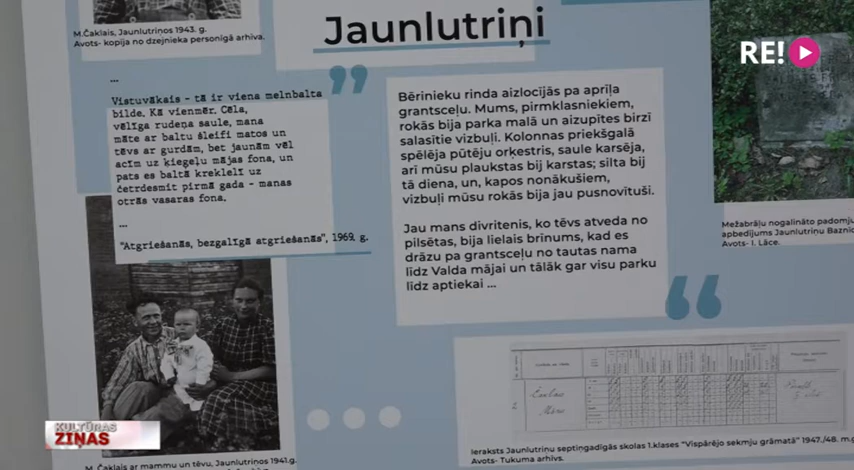 M.Čaklais, Jaunlutriņos 1943. g.
Avots- kopija no dzejnieka personīgā arhīva.
Jaunlutriņi
RE!
...
Vistuvākais - tā ir viena melnbalta
bilde. Kā vienmēr. Cēla,
vēlīga rudeņa saule, mana
māte ar baltu šleifi matos un
tēvs ar gurdām, bet jaunām vēl
acīm uz ķieģeļu mājas fona, un
pats es baltā kreklelī uz
četrdesmit pirmā gada - manas
otrās vasaras fona.
...
"Atgriešanās, bezgalīgā atgriešanās", 1969. g.
”
Bērinieku rinda aizlocījās pa aprīļa
grantsceļu. Mums, pirmklasniekiem,
rokās bija parka malā un aizupītes birzī
salasītie vizbuļi. Kolonnas priekšgalā
spēlēja pūtēju orķestris, saule karsēja,
arī mūsu plaukstas bij karstas; silta bij
tā diena, un, kapos nonākušiem,
vizbuļi mūsu rokās bija jau pusnovītuši.
Jau mans divritenis, ko tēvs atveda no
pilsētas, bija lielais brīnums, kad es
drāzu pa grantsceļu no tautas nama
līdz Valda mājai un tālāk gar visu parku
līdz aptiekai ...
“
Mežabrāļu nogalināto padomju
apbedījums Jaunlutriņu Baznīc
Avots- I. Lāce.
Ieraksts Jaunlutriņu septiņgadīgās skolas 1.klases "Vispārējo sekmju grāmatā" 1947./48. m.g
Avots- Tukuma arhīvs.
M. Čaklais ar mammu un tēvu, Jaunlutriņos 1941.g.
KULTŪRAS
ZIŅAS